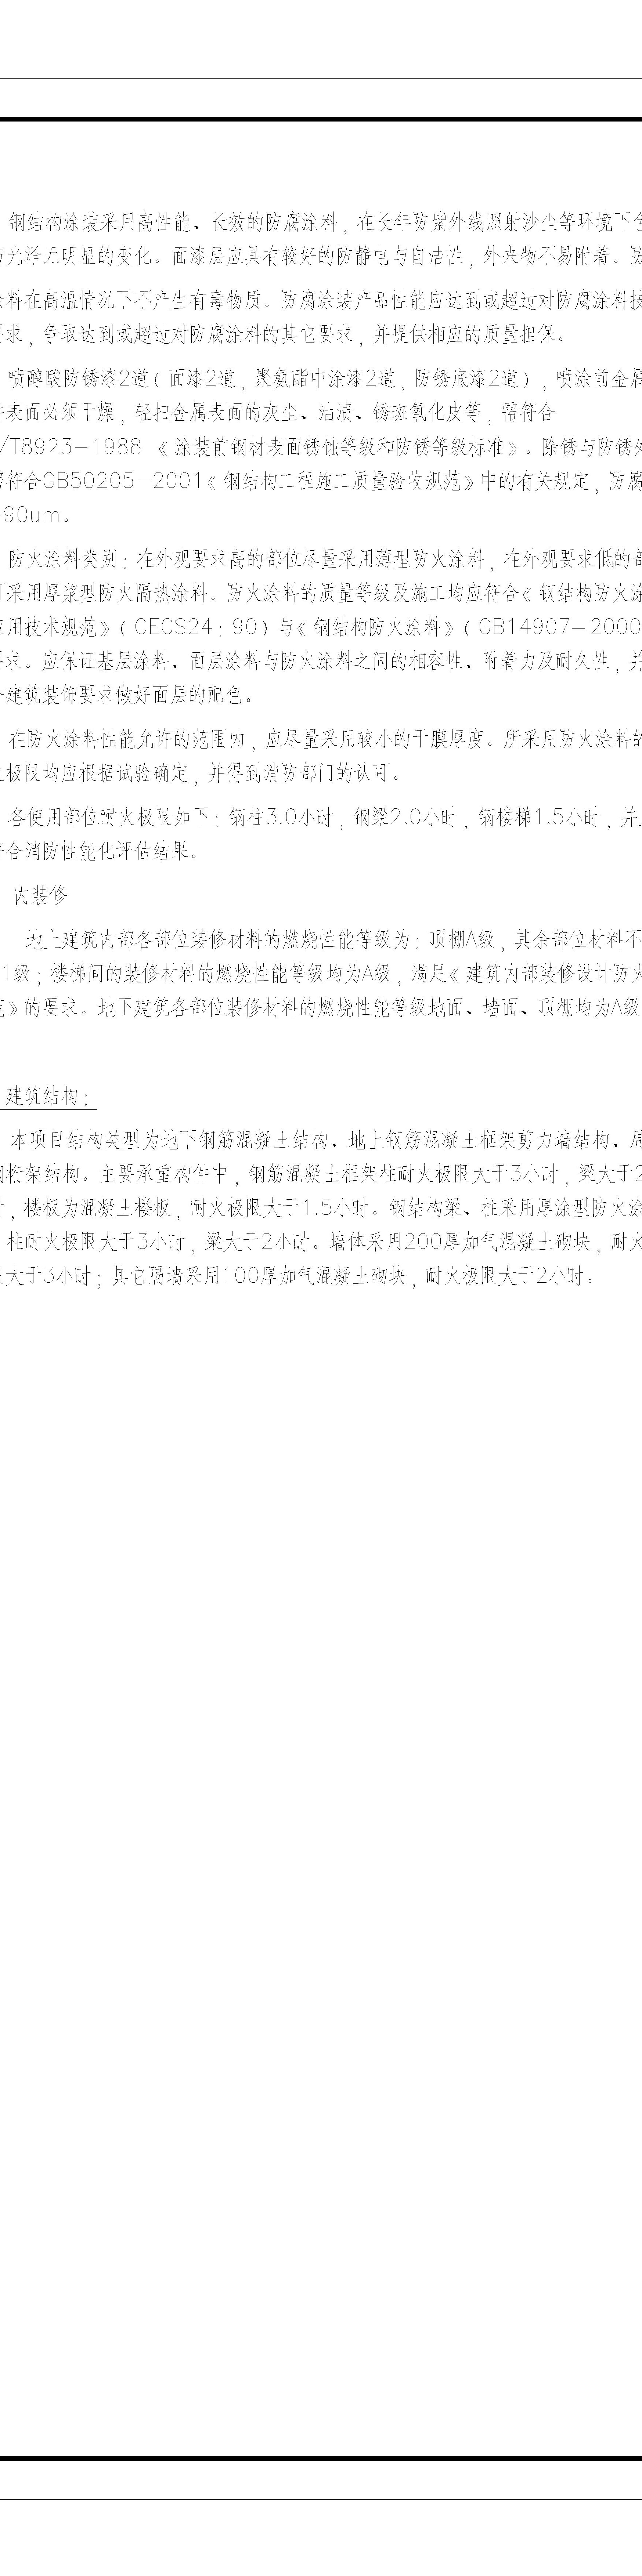 钢结构涂装采用高性能、长效的防腐涂料，在长年防紫外线照射沙尘等环境下色
光泽无明显的变化。面漆层应具有较好的防静电与自洁性，外来物不易附着。防
涂料在高温情况下不产生有毒物质。防腐涂装产品性能应达到或超过对防腐涂料技
要求，争取达到或超过对防腐涂料的其它要求，并提供相应的质量担保。
喷醇酸防锈漆2道（面漆2道，聚氨酯中涂漆2道，防锈底漆2道），喷涂前金属
表面必须干燥，轻扫金属表面的灰尘、油渍、锈斑氧化皮等，需符合
/T8923-1988 《涂装前钢材表面锈蚀等级和防锈等级标准》。除锈与防锈
需符合GB50205-2001《钢结构工程施工质量验收规范》中的有关规定，防腐
90um。
防火涂料类别：在外观要求高的部位尽量采用薄型防火涂料，在外观要求低的部
可采用厚浆型防火隔热涂料。防火涂料的质量等级及施工均应符合《钢结构防火涂
应用技术规范》（CECS24：90）与《钢结构防火涂料》（GB14907-2000
要求。应保证基层涂料、面层涂料与防火涂料之间的相容性、附着力及耐久性，并
建筑装饰要求做好面层的配色。
在防火涂料性能允许的范围内，应尽量采用较小的干膜厚度。所采用防火涂料的
极限均应根据试验确定，并得到消防部门的认可。
各使用部位耐火极限如下：钢柱3.0小时，钢梁2.0小时，钢楼梯1.5小时，并
符合消防性能化评估结果。
内装修
地上建筑内部各部位装修材料的燃烧性能等级为：顶棚A级，其余部位材料不
1级；楼梯间的装修材料的燃烧性能等级均为A级，满足《建筑内部装修设计防火
范》的要求。地下建筑各部位装修材料的燃烧性能等级地面、墙面、顶棚均为A级
建筑结构：
本项目结构类型为地下钢筋混凝土结构、地上钢筋混凝土框架剪力墙结构、局
钢桁架结构。主要承重构件中，钢筋混凝土框架柱耐火极限大于3小时，梁大于2
，楼板为混凝土楼板，耐火极限大于1.5小时。钢结构梁、柱采用厚涂型防火涂
，柱耐火极限大于3小时，梁大于2小时。墙体采用200厚加气混凝土砌块，耐火
限大于3小时；其它隔墙采用100厚加气混凝土砌块，耐火极限大于2小时。